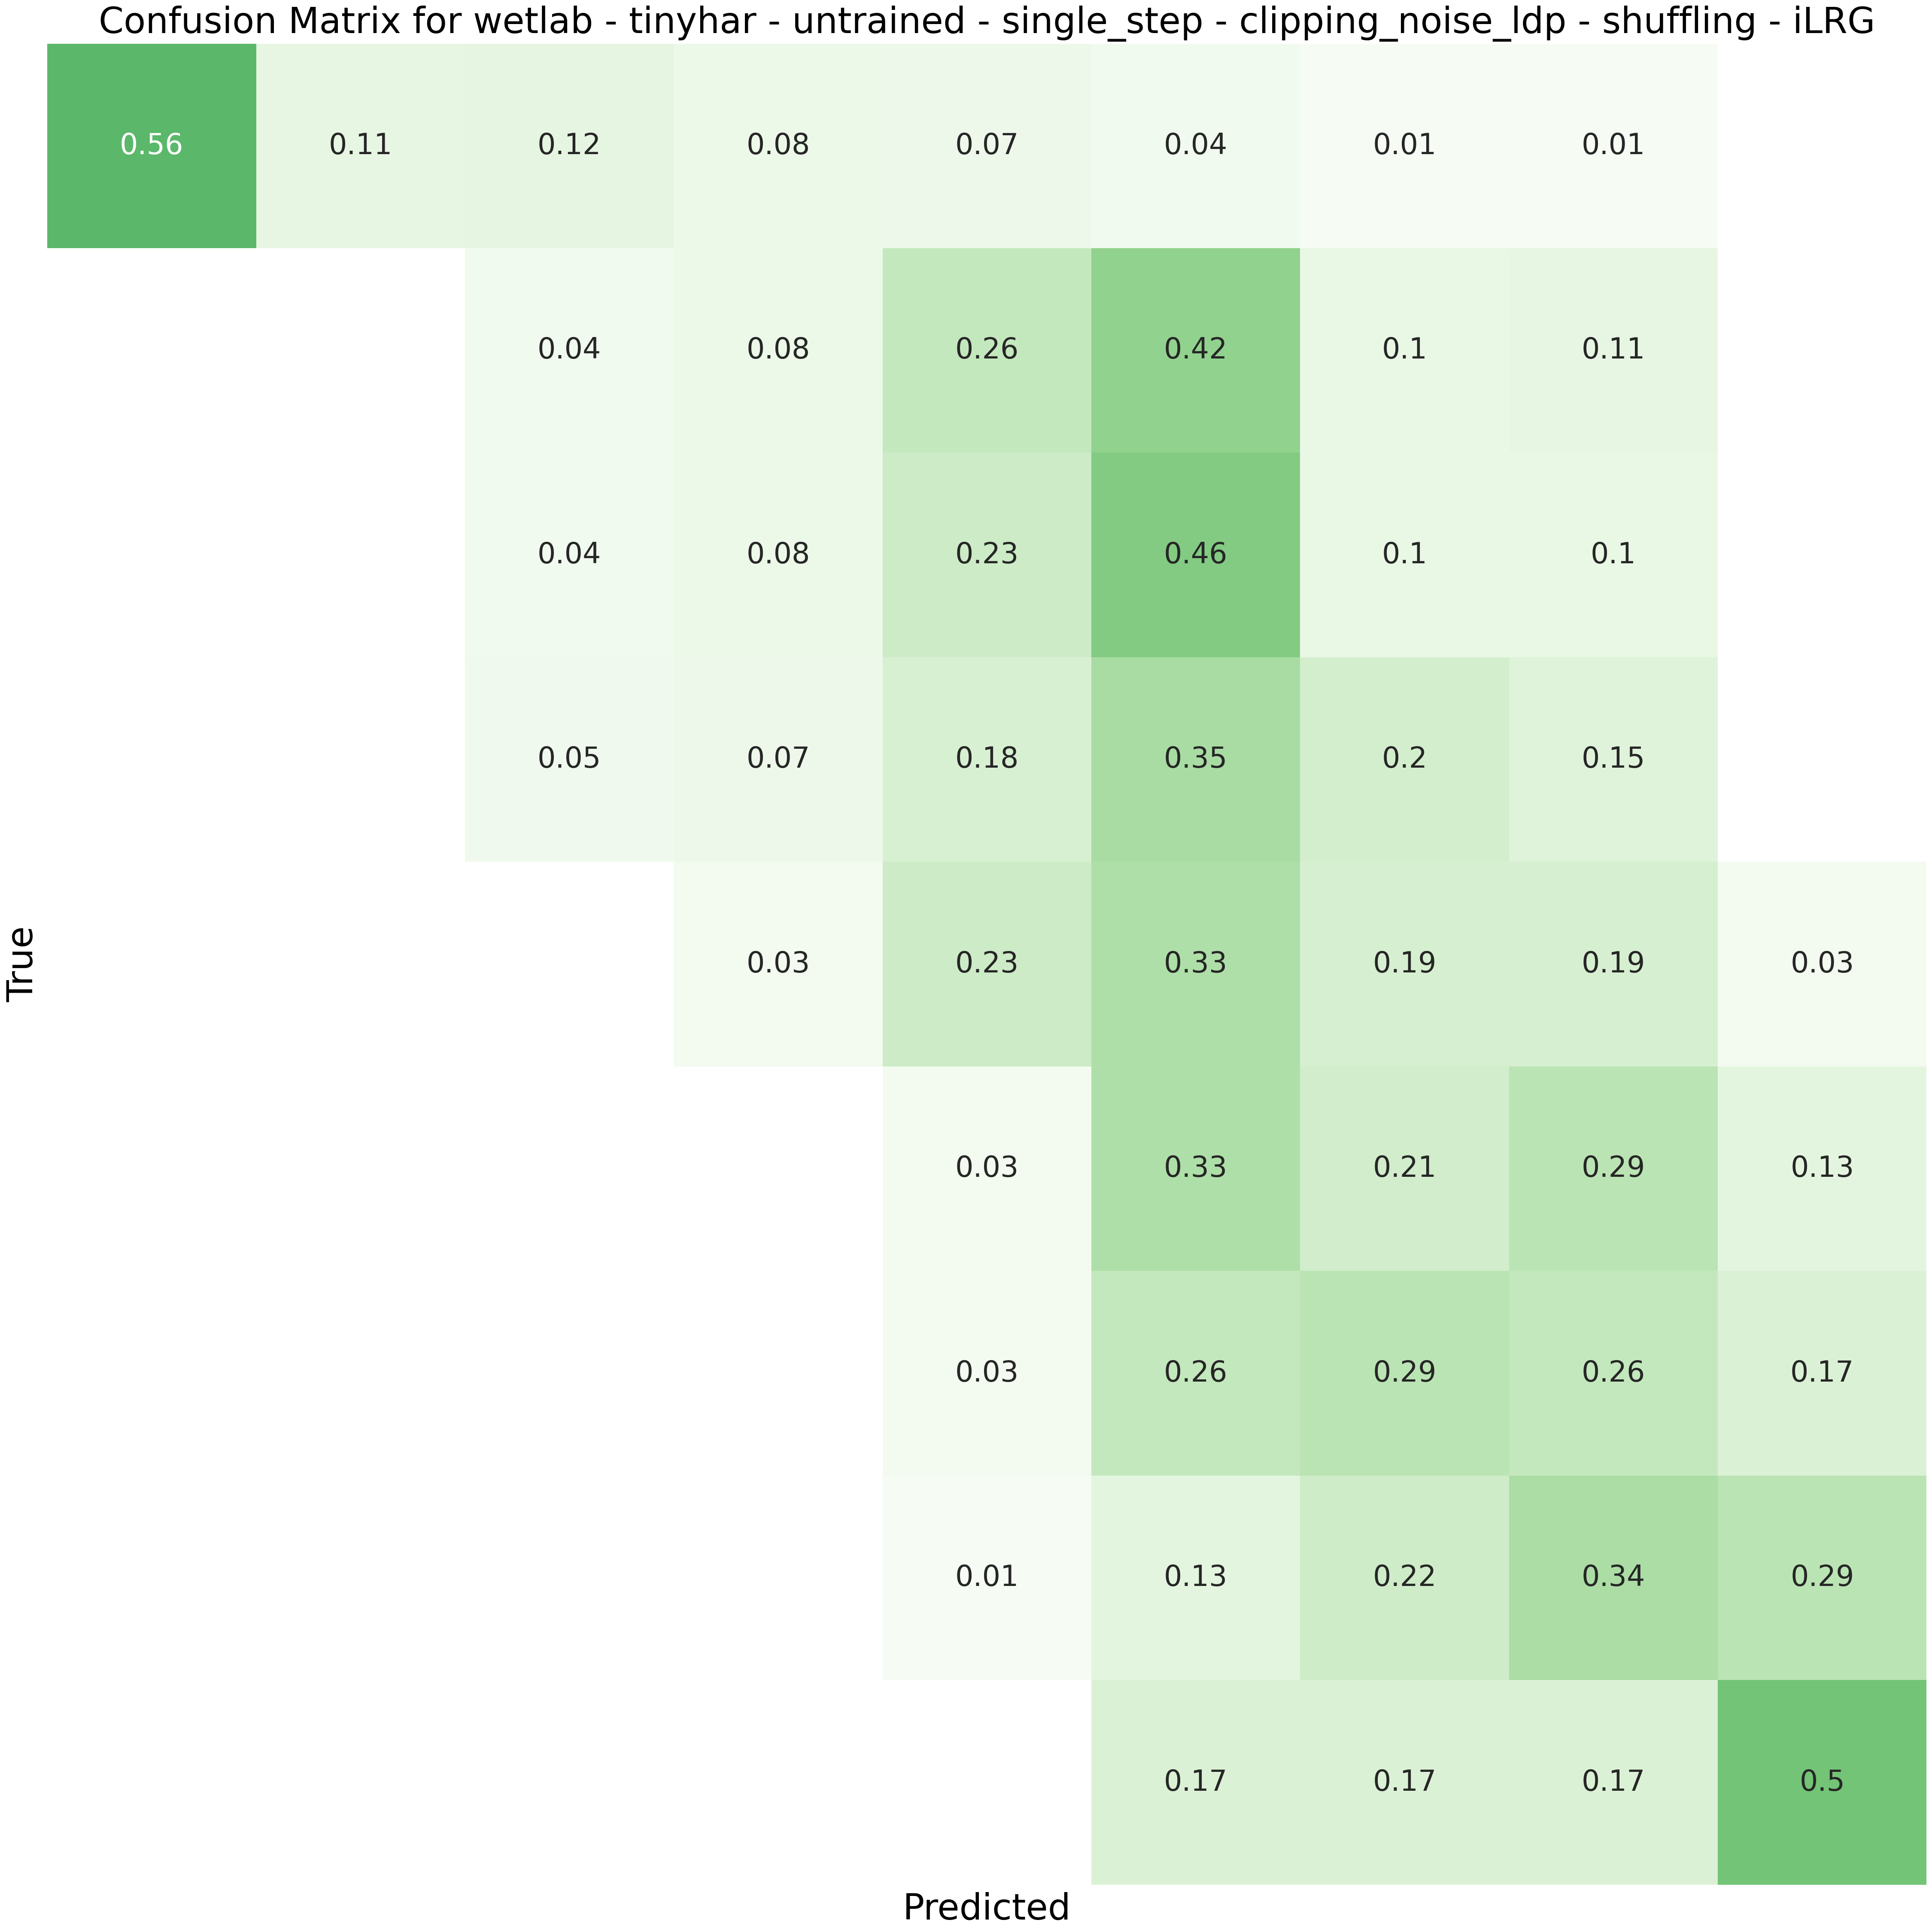 Confusion Matrix for wetlab - tinyhar - untrained - single_step - clipping_noise_ldp - shuffling - iLRG
0.56 0.11 0.12 0.08 0.07 0.04 0.01 0.01
0.04 0.08 0.26 0.42 0.1 0.11
0.04 0.08 0.23 0.46 0.1 0.1
0.05 0.07 0.18 0.35 0.2 0.15
True
0.03 0.23 0.33 0.19 0.19 0.03
0.03 0.33 0.21 0.29 0.13
0.03 0.26 0.29 0.26 0.17
0.01 0.13 0.22 0.34 0.29
0.17 0.17 0.17 0.5
Predicted